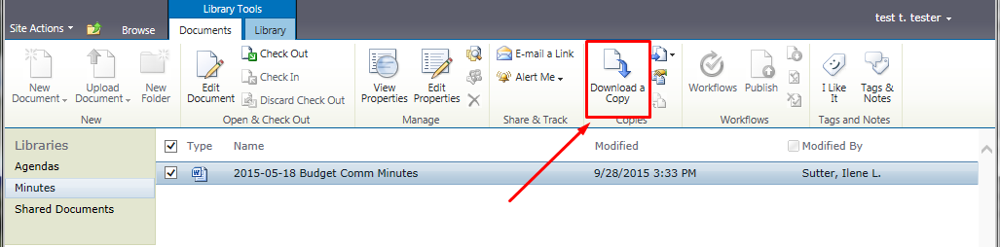 Library Tools
test t. tester
Site Actions
Browse
Documents
Library
New
Document
Upload
Document
New
Folder
New
Edit
Document
Check Out
Check In
Discard Check Out
Open & Check Out
View
Properties
Edit
Properties
Manage
E-mail a Link
Alert Me
Share & Track
Download a
Copy
Copies
Workflows
Publish
Workflows
I Like
It
Tags &
Notes
Tags and Notes
Libraries
Agendas
Minutes
Shared Documents
Type Name Modified Modified By
2015-05-18 Budget Comm Minutes 9/28/2015 3:33 PM Sutter, Ilene L.